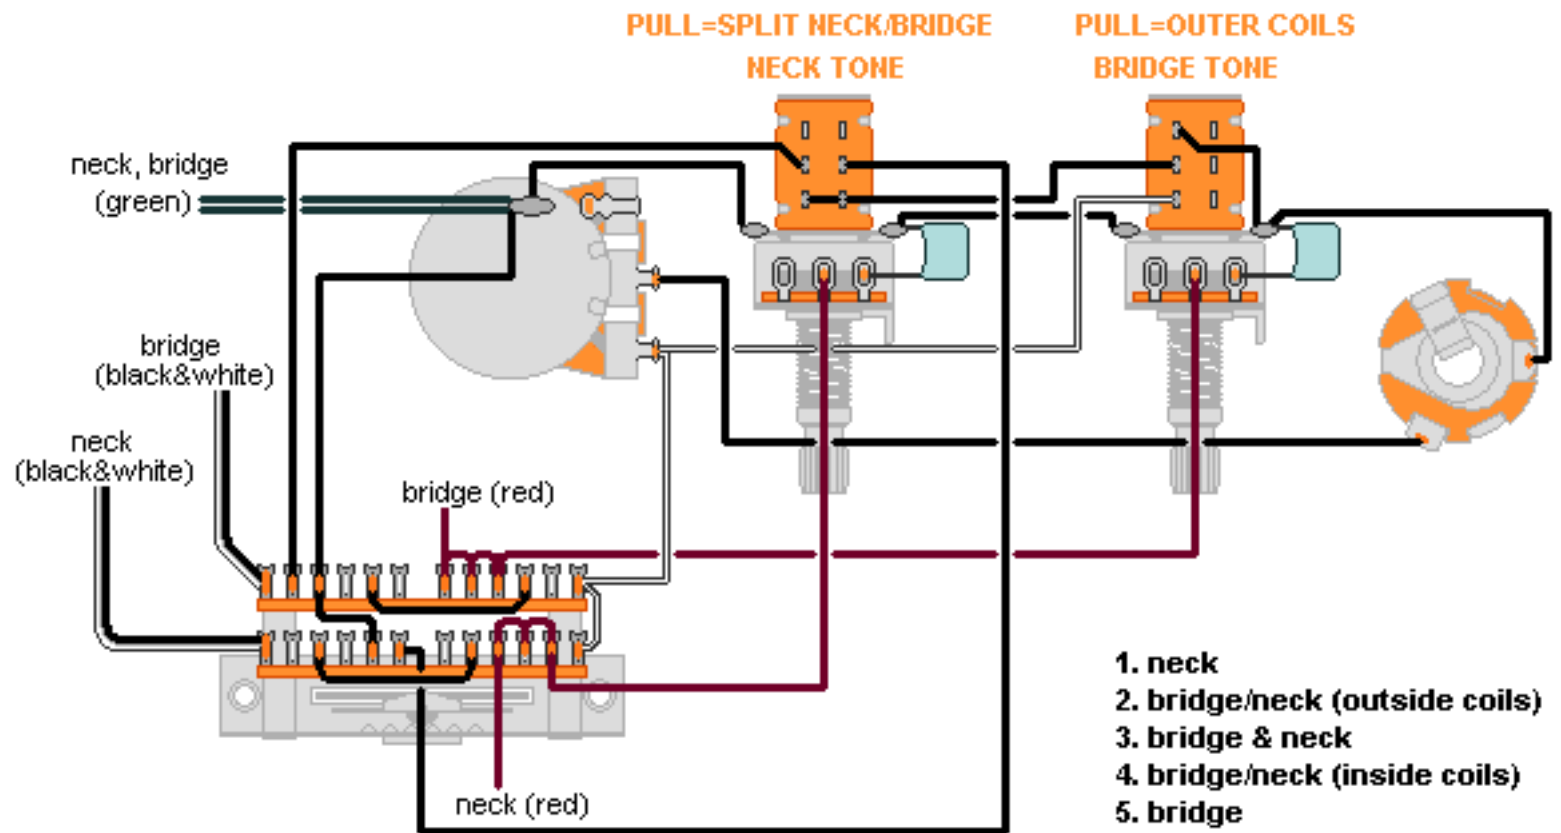 PULL=SPLIT NECK/BRIDGE
NECK TONE
PULL=OUTER COILS
BRIDGE TONE
neck, bridge
(green)
bridge
(black&white)
neck
(black&white)
bridge (red)
neck (red)
1. neck
2. bridge/neck (outside coils)
3. bridge & neck
4. bridge/neck (inside coils)
5. bridge